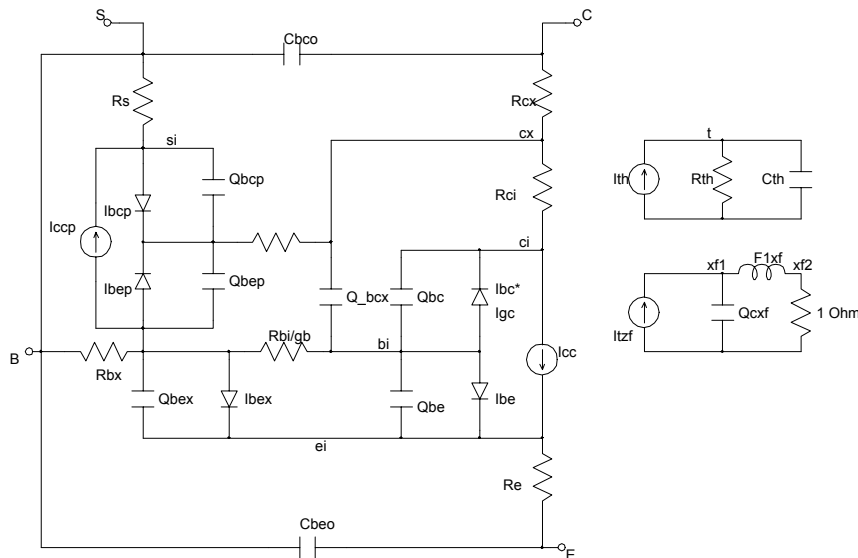 S
C
Cbco
Rs
Rcx
si
cx
t
Qbcp
Ibcp
Rci
Ith
Rth
Cth
Iccp
ci
xf1
F1xf
xf2
Ibep
Qbep
Q_bcx
Qbc
Ibc*
Igc
Itzf
Qcxf
1 Ohm
B
Rbx
Rbi/gb
bi
Icc
Qbex
Ibex
Qbe
Ibe
ei
Re
Cbeo
E